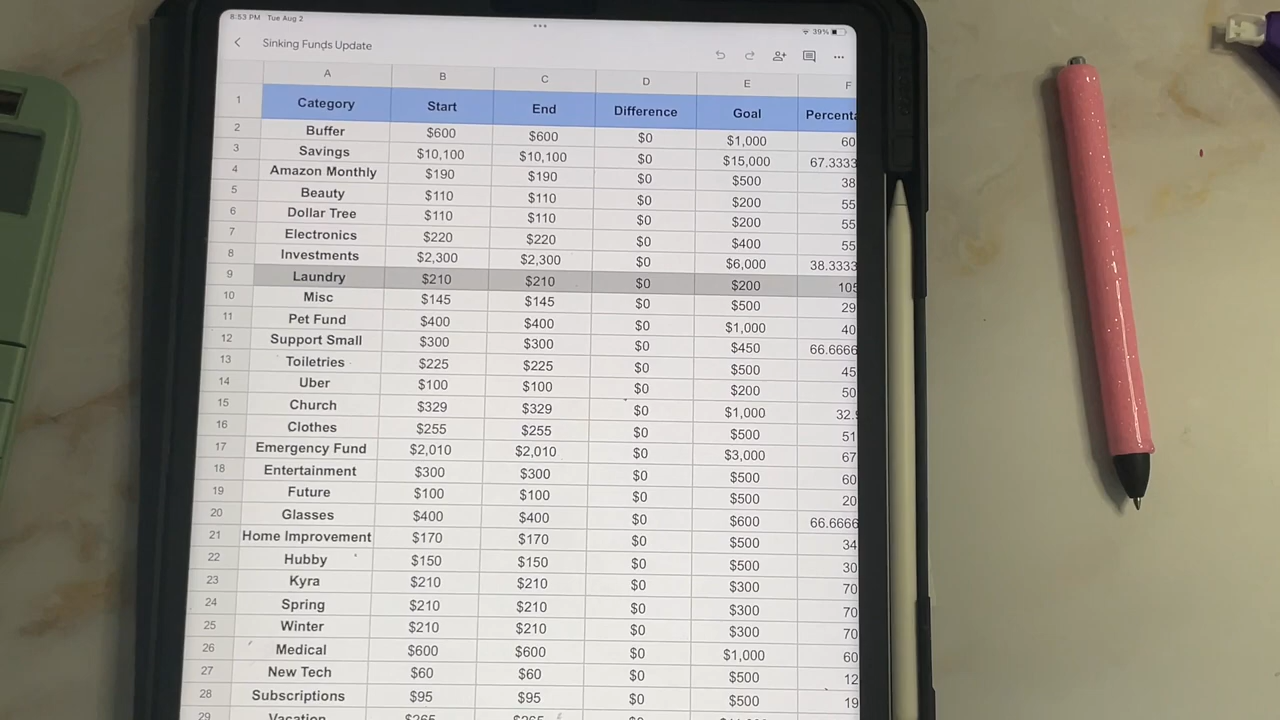 8:53 PM Tue Aug 2
39%
Sinking Funds Update
A B C D E F
1 Category Start End Difference Goal Percenta
2 Buffer $600 $600 $0 $1,000 60
3 Savings $10,100 $10,100 $0 $15,000 67.3333
4 Amazon Monthly $190 $190 $0 $500 38
5 Beauty $110 $110 $0 $200 55
6 Dollar Tree $110 $110 $0 $200 55
7 Electronics $220 $220 $0 $400 55
8 Investments $2,300 $2,300 $0 $6,000 38.3333
9 Laundry $210 $210 $0 $200 105
10 Misc $145 $145 $0 $500 29
11 Pet Fund $400 $400 $0 $1,000 40
12 Support Small $300 $300 $0 $450 66.6666
13 Toiletries $225 $225 $0 $500 45
14 Uber $100 $100 $0 $200 50
15 Church $329 $329 $0 $1,000 32.9
16 Clothes $255 $255 $0 $500 51
17 Emergency Fund $2,010 $2,010 $0 $3,000 67
18 Entertainment $300 $300 $0 $500 60
19 Future $100 $100 $0 $500 20
20 Glasses $400 $400 $0 $600 66.6666
21 Home Improvement $170 $170 $0 $500 34
22 Hubby $150 $150 $0 $500 30
23 Kyra $210 $210 $0 $300 70
24 Spring $210 $210 $0 $300 70
25 Winter $210 $210 $0 $300 70
26 Medical $600 $600 $0 $1,000 60
27 New Tech $60 $60 $0 $500 12
28 Subscriptions $95 $95 $0 $500 19
29 Vacation $265 $265 $0